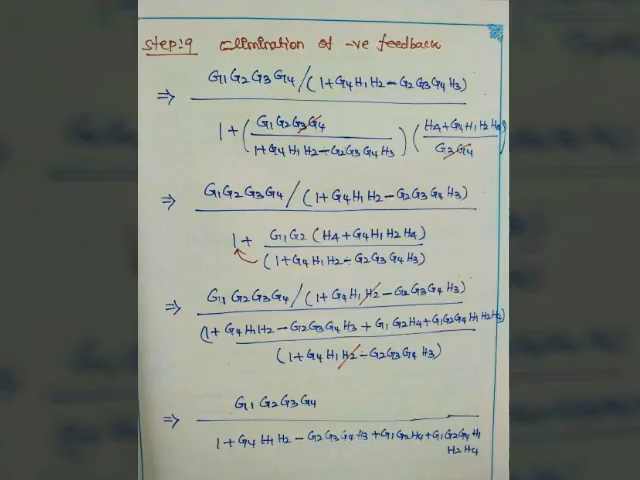 Step:9 Elimination of -ve feedback
⇒ G1G2G3G4/(1+G4H1H2-G2G3G4H3)
1+(G1G2G3G4/1+G4H1H2-G2G3G4H3)(H4+G4H1H2H4/G3G4)
⇒ G1G2G3G4/(1+G4H1H2-G2G3G4H3)
1+ G1G2(H4+G4H1H2H4)
(1+G4H1H2-G2G3G4H3)
⇒ G1G2G3G4/(1+G4H1H2-G2G3G4H3)
(1+G4H1H2-G2G3G4H3+G1G2H4+G1G2G4H1H2H4)
(1+G4H1H2-G2G3G4H3)
⇒ G1G2G3G4
1+G4H1H2-G2G3G4H3+G1G2H4+G1G2G4H1
H2H4